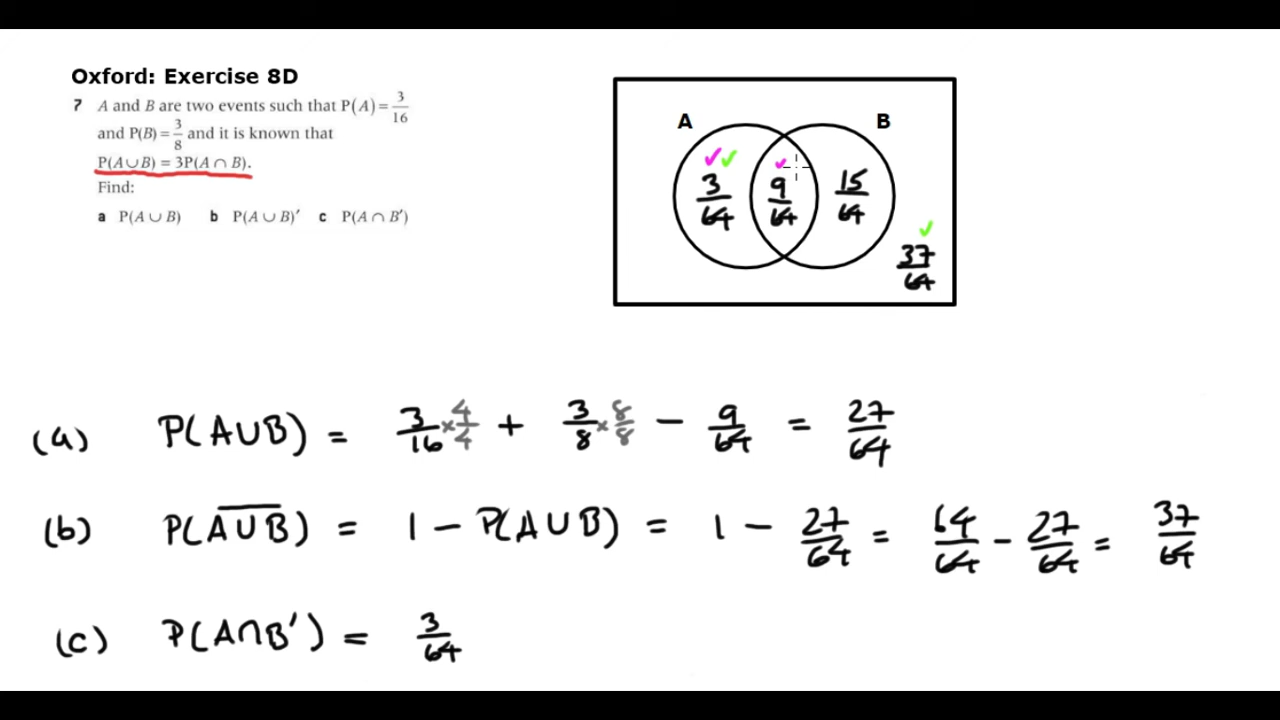 Oxford: Exercise 8D
7 A and B are two events such that P(A) = 3/16
and P(B) = 3/8 and it is known that
P(A ∪ B) = 3P(A ∩ B).
Find:
a P(A ∪ B) b P(A ∪ B)′ c P(A ∩ B′)
A B
✓✓ ✓
3/64 9/64 15/64
✓
37/64
(a) P(A∪B) = 3/16 × 4/4 + 3/8 × 8/8 − 9/64 = 27/64
(b) P(A̅ ̅∪̅ ̅B̅) = 1 − P(A∪B) = 1 − 27/64 = 64/64 − 27/64 = 37/64
(c) P(A∩B′) = 3/64